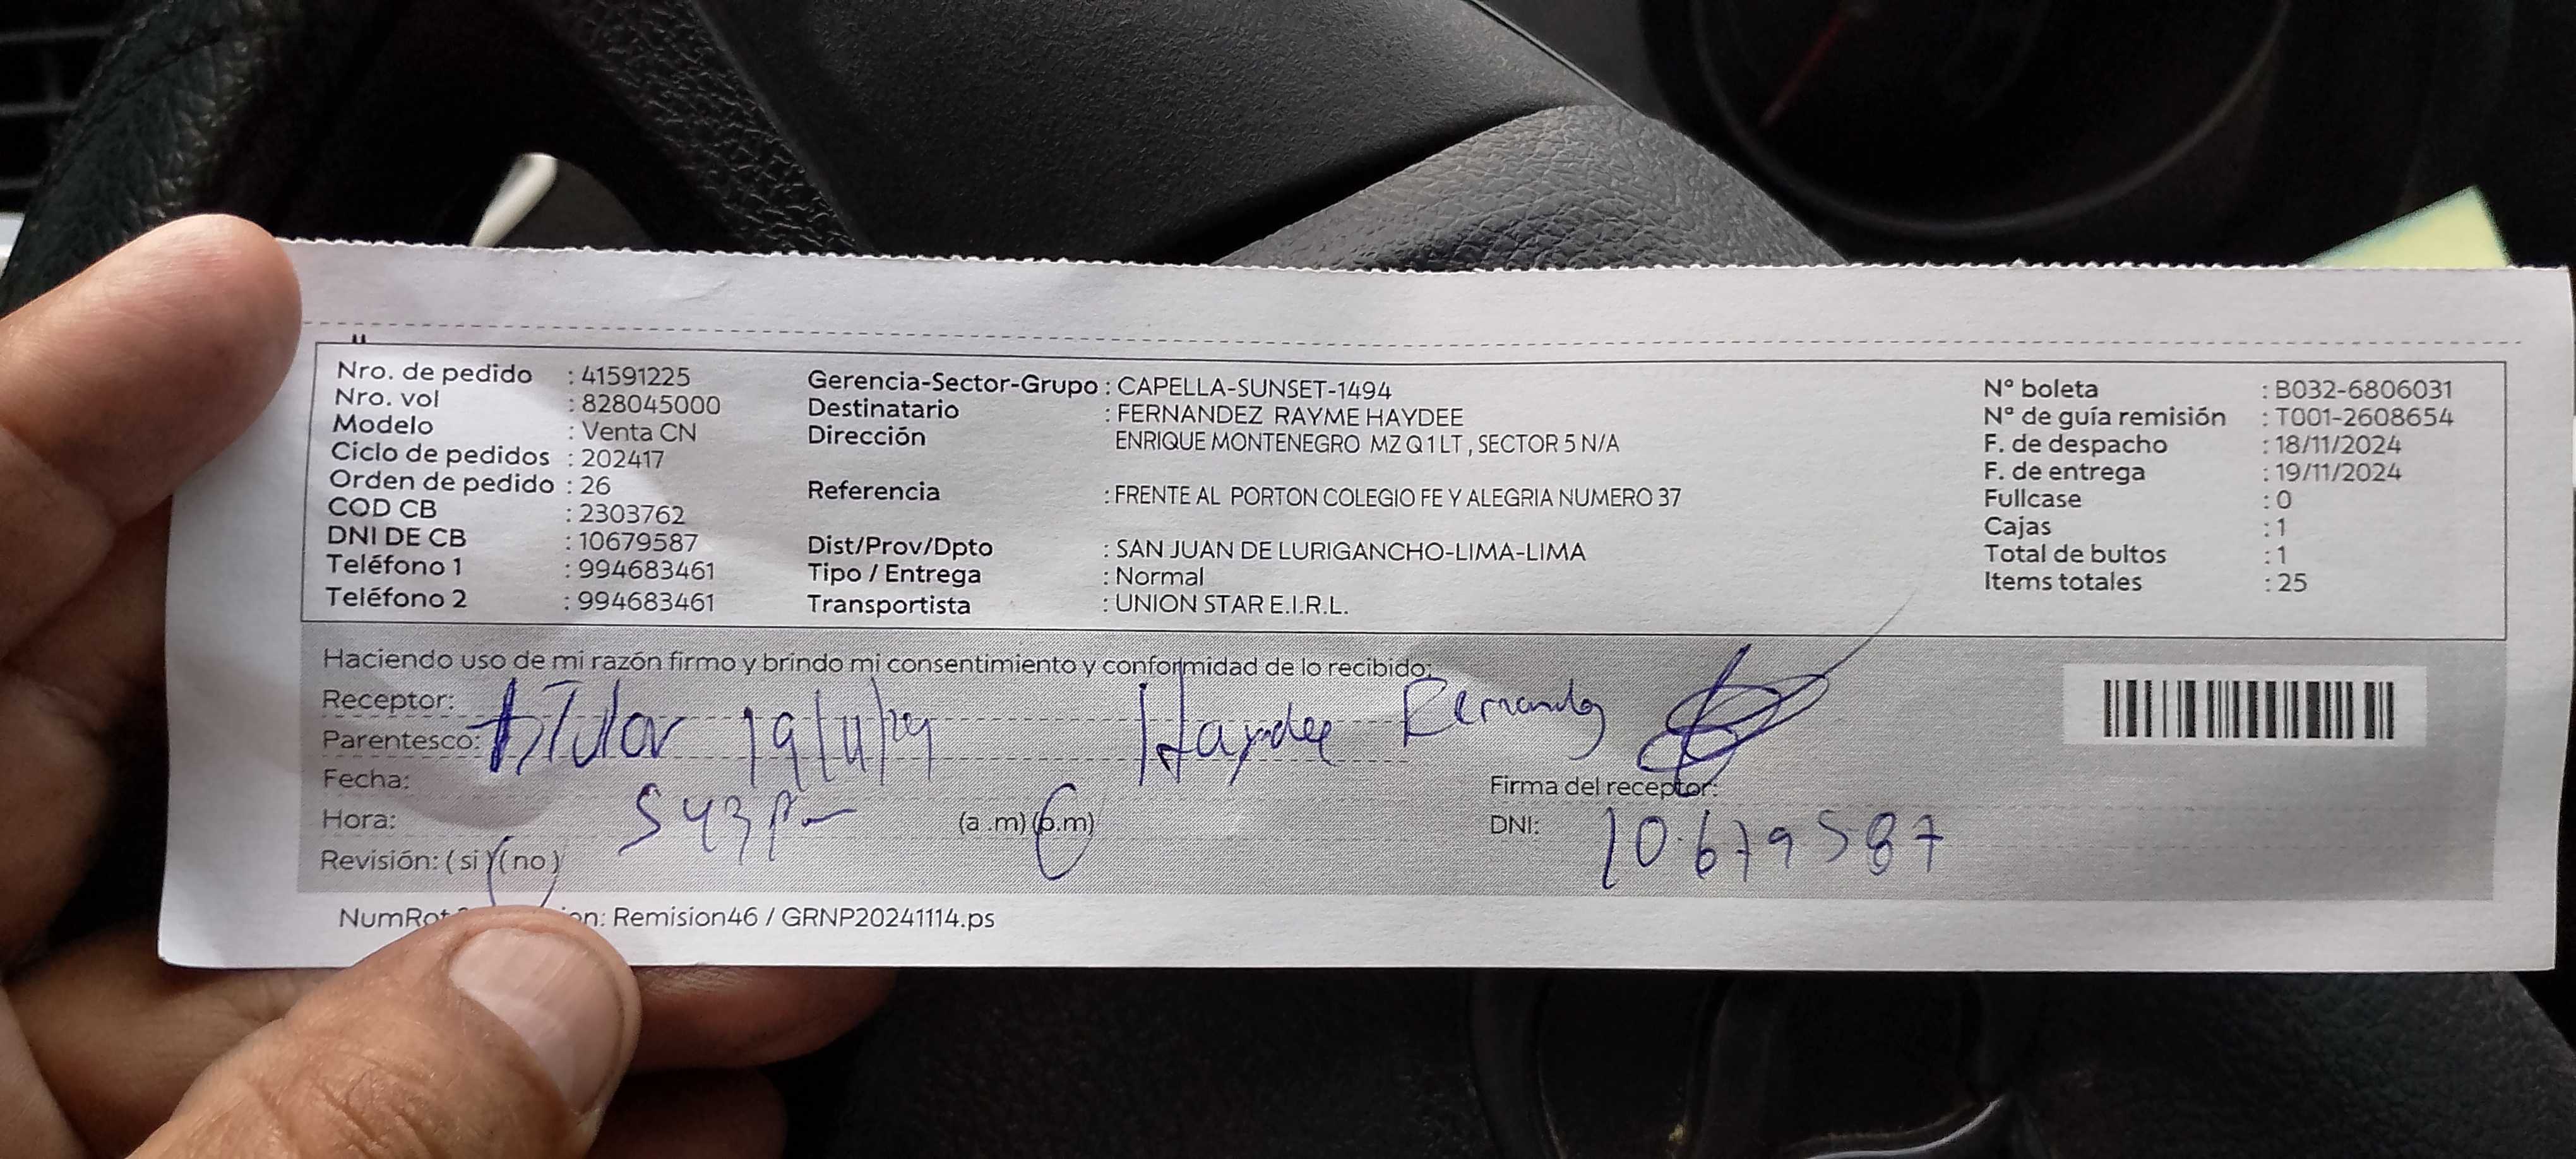 Nro. de pedido : 41591225
Nro. vol : 828045000
Modelo : Venta CN
Ciclo de pedidos : 202417
Orden de pedido : 26
COD CB : 2303762
DNI DE CB : 10679587
Teléfono 1 : 994683461
Teléfono 2 : 994683461
Gerencia-Sector-Grupo : CAPELLA-SUNSET-1494
Destinatario : FERNANDEZ RAYME HAYDEE
Dirección ENRIQUE MONTENEGRO MZ Q 1 LT , SECTOR 5 N/A
Referencia : FRENTE AL PORTON COLEGIO FE Y ALEGRIA NUMERO 37
Dist/Prov/Dpto : SAN JUAN DE LURIGANCHO-LIMA-LIMA
Tipo / Entrega : Normal
Transportista : UNION STAR E.I.R.L.
Nº boleta : B032-6806031
Nº de guía remisión : T001-2608654
F. de despacho : 18/11/2024
F. de entrega : 19/11/2024
Fullcase : 0
Cajas : 1
Total de bultos : 1
Items totales : 25
Haciendo uso de mi razón firmo y brindo mi consentimiento y conformidad de lo recibido:
Receptor:
Parentesco: Titular 19/11/24 Haydee Fernandez
Fecha:
Hora: 543 pm (a .m) (p.m)
Revisión: ( si ) ( no )
Firma del receptor:
DNI: 10679587
NumRot on: Remision46 / GRNP20241114.ps